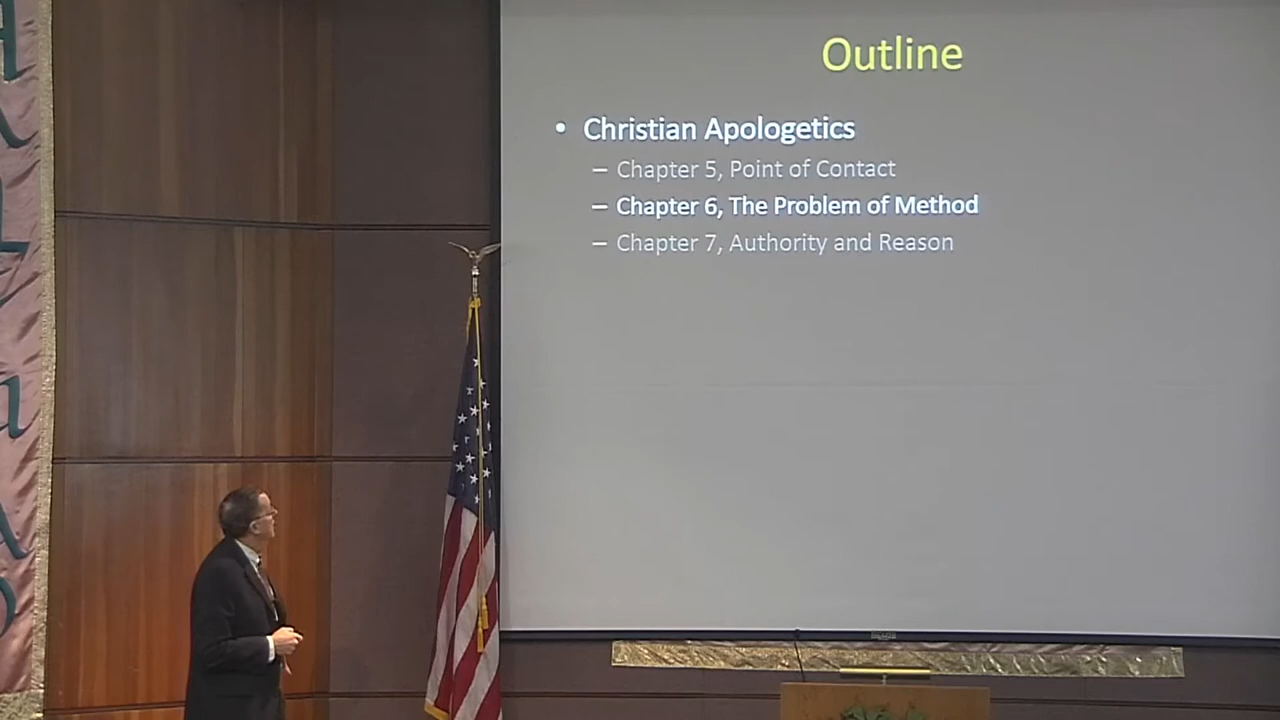 Outline
• Christian Apologetics
– Chapter 5, Point of Contact
– Chapter 6, The Problem of Method
– Chapter 7, Authority and Reason